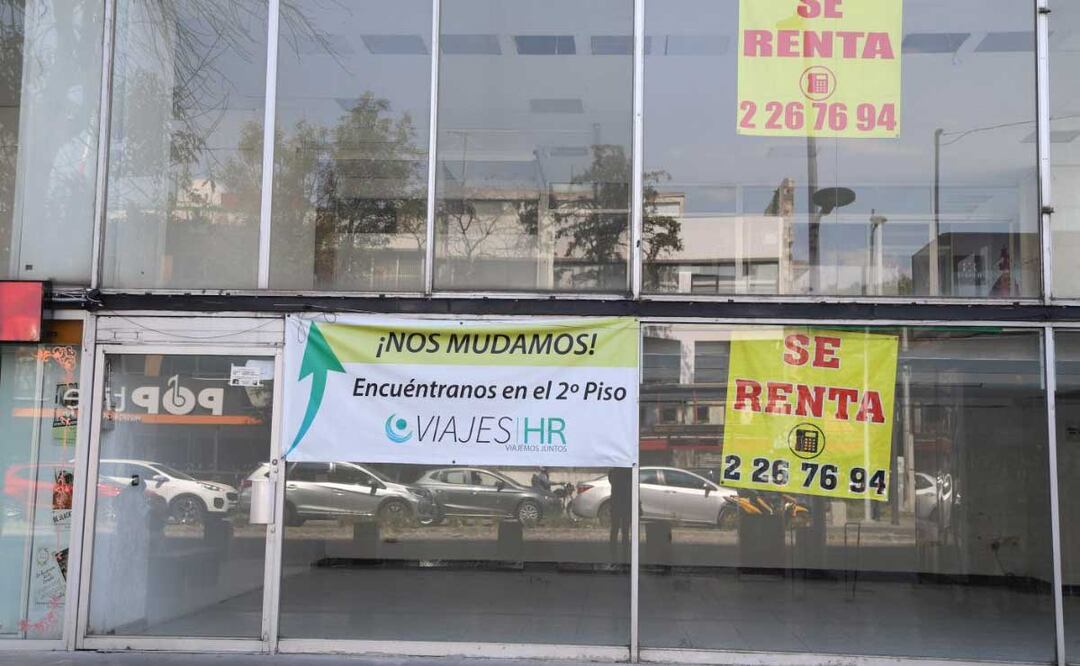 SE
RENTA
2 26 76 94
¡NOS MUDAMOS!
Encuéntranos en el 2º Piso
VIAJES|HR
VIAJEMOS JUNTOS
SE
RENTA
2 26 76 94
POP